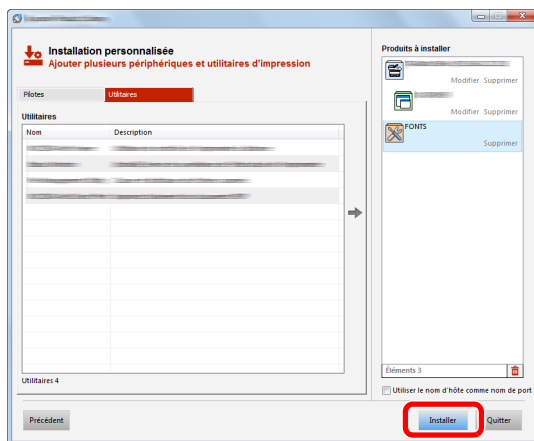 Installation personnalisée
Ajouter plusieurs périphériques et utilitaires d'impression
Pilotes
Utilitaires
Utilitaires
Nom
Description
Utilitaires 4
Produits à installer
Modifier Supprimer
Modifier Supprimer
FONTS
Supprimer
Éléments 3
Utiliser le nom d'hôte comme nom de port
Précédent
Installer
Quitter